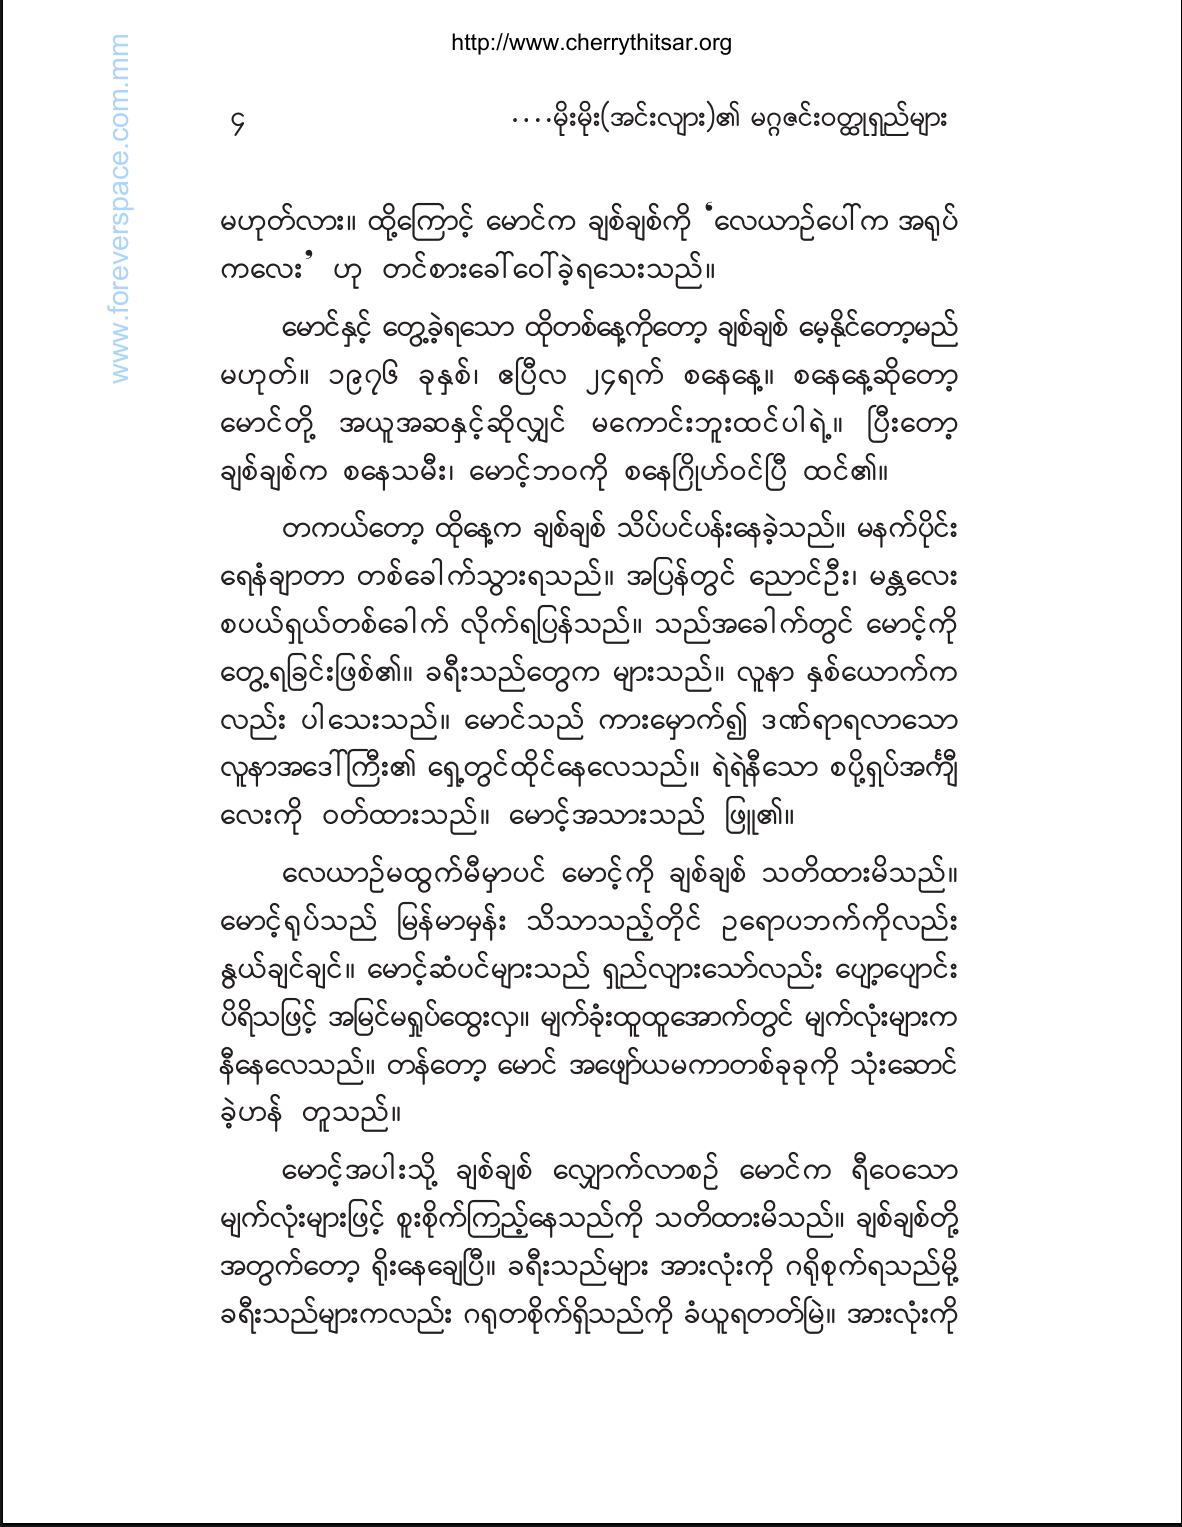 http://www.cherrythitsar.org
www.foreverspace.com.mm
၄ ....မိုးမိုး(အင်းလျား)၏ မဂ္ဂဇင်းဝတ္ထုရှည်များ
မဟုတ်လား။ ထို့ကြောင့် မောင်က ချစ်ချစ်ကို ‘လေယာဉ်ပေါ်က အရုပ်
ကလေး’ ဟု တင်စားခေါ်ဝေါ်ခဲ့ရသေးသည်။
မောင်နှင့် တွေ့ခဲ့ရသော ထိုတစ်နေ့ကိုတော့ ချစ်ချစ် မေ့နိုင်တော့မည်
မဟုတ်။ ၁၉၇၆ ခုနှစ်၊ ဧပြီလ ၂၄ရက် စနေနေ့။ စနေနေ့ဆိုတော့
မောင်တို့ အယူအဆနှင့်ဆိုလျှင် မကောင်းဘူးထင်ပါရဲ့။ ပြီးတော့
ချစ်ချစ်က စနေသမီး၊ မောင့်ဘဝကို စနေဂြိုဟ်ဝင်ပြီ ထင်၏။
တကယ်တော့ ထိုနေ့က ချစ်ချစ် သိပ်ပင်ပန်းနေခဲ့သည်။ မနက်ပိုင်း
ရေနံချာတာ တစ်ခေါက်သွားရသည်။ အပြန်တွင် ညောင်ဦး၊ မန္တလေး
စပယ်ရှယ်တစ်ခေါက် လိုက်ရပြန်သည်။ သည်အခေါက်တွင် မောင့်ကို
တွေ့ရခြင်းဖြစ်၏။ ခရီးသည်တွေက များသည်။ လူနာ နှစ်ယောက်က
လည်း ပါသေးသည်။ မောင်သည် ကားမှောက်၍ ဒဏ်ရာရလာသော
လူနာအဒေါ်ကြီး၏ ရှေ့တွင်ထိုင်နေလေသည်။ ရဲရဲနီသော စပို့ရှပ်အင်္ကျီ
လေးကို ဝတ်ထားသည်။ မောင့်အသားသည် ဖြူ၏။
လေယာဉ်မထွက်မီမှာပင် မောင့်ကို ချစ်ချစ် သတိထားမိသည်။
မောင့်ရုပ်သည် မြန်မာမှန်း သိသာသည့်တိုင် ဥရောပဘက်ကိုလည်း
နွယ်ချင်ချင်။ မောင့်ဆံပင်များသည် ရှည်လျားသော်လည်း ပျော့ပျောင်း
ပိရိသဖြင့် အမြင်မရှုပ်ထွေးလှ။ မျက်ခုံးထူထူအောက်တွင် မျက်လုံးများက
နီနေလေသည်။ တန်တော့ မောင် အဖျော်ယမကာတစ်ခုခုကို သုံးဆောင်
ခဲ့ဟန် တူသည်။
မောင့်အပါးသို့ ချစ်ချစ် လျှောက်လာစဉ် မောင်က ရီဝေသော
မျက်လုံးများဖြင့် စူးစိုက်ကြည့်နေသည်ကို သတိထားမိသည်။ ချစ်ချစ်တို့
အတွက်တော့ ရိုးနေချေပြီ။ ခရီးသည်များ အားလုံးကို ဂရိုစုက်ရသည်မို့
ခရီးသည်များကလည်း ဂရုတစိုက်ရှိသည်ကို ခံယူရတတ်မြဲ။ အားလုံးကို